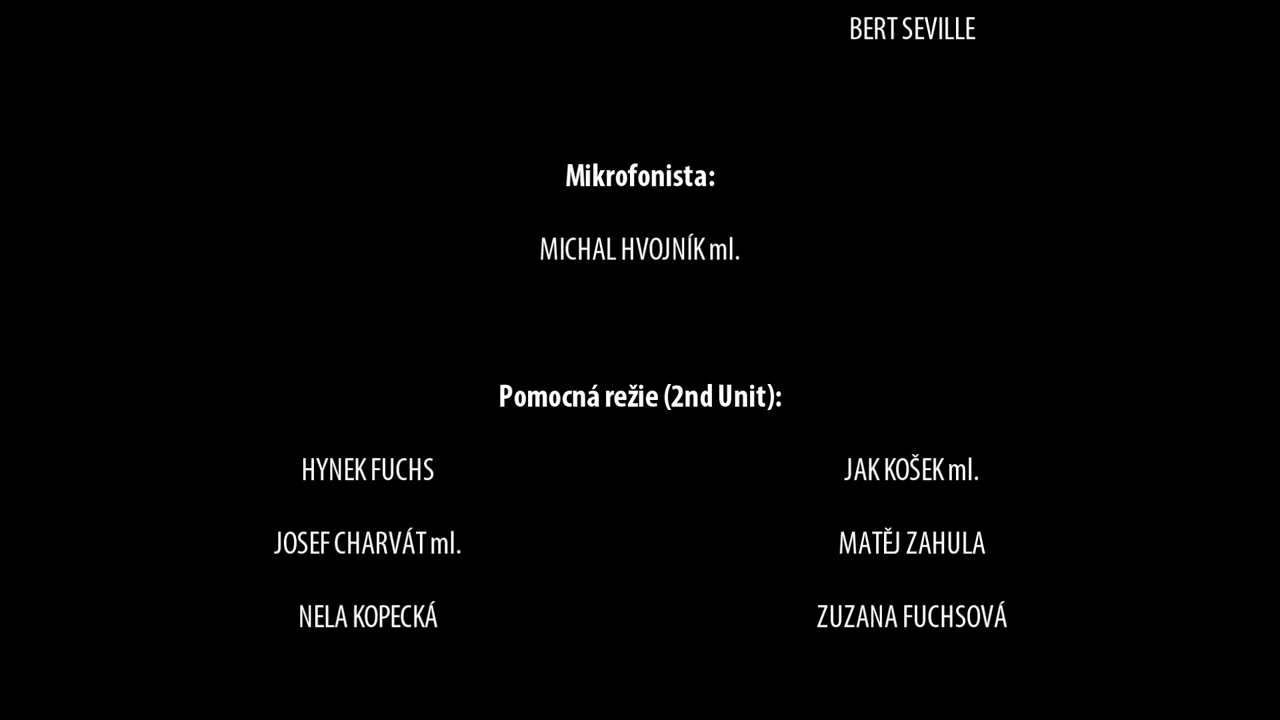 BERT SEVILLE
Mikrofonista:
MICHAL HVOJNÍK ml.
Pomocná režie (2nd Unit):
HYNEK FUCHS JAK KOŠEK ml.
JOSEF CHARVÁT ml. MATĚJ ZAHULA
NELA KOPECKÁ ZUZANA FUCHSOVÁ